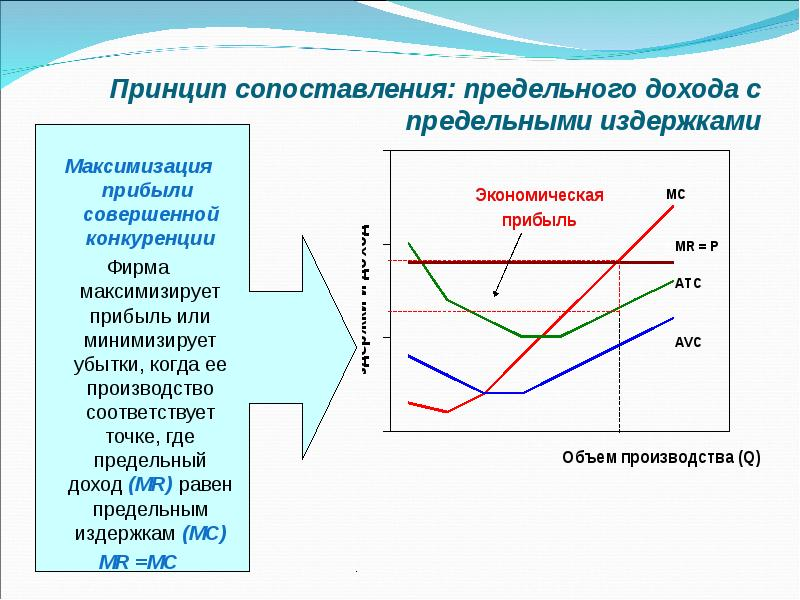 Принцип сопоставления: предельного дохода с
предельными издержками
Максимизация
прибыли
совершенной
конкуренции
Фирма
максимизирует
прибыль или
минимизирует
убытки, когда ее
производство
соответствует
точке, где
предельный
доход (MR) равен
предельным
издержкам (MC)
MR =MC
Экономическая
прибыль
MC
MR = P
ATC
AVC
Объем производства (Q)